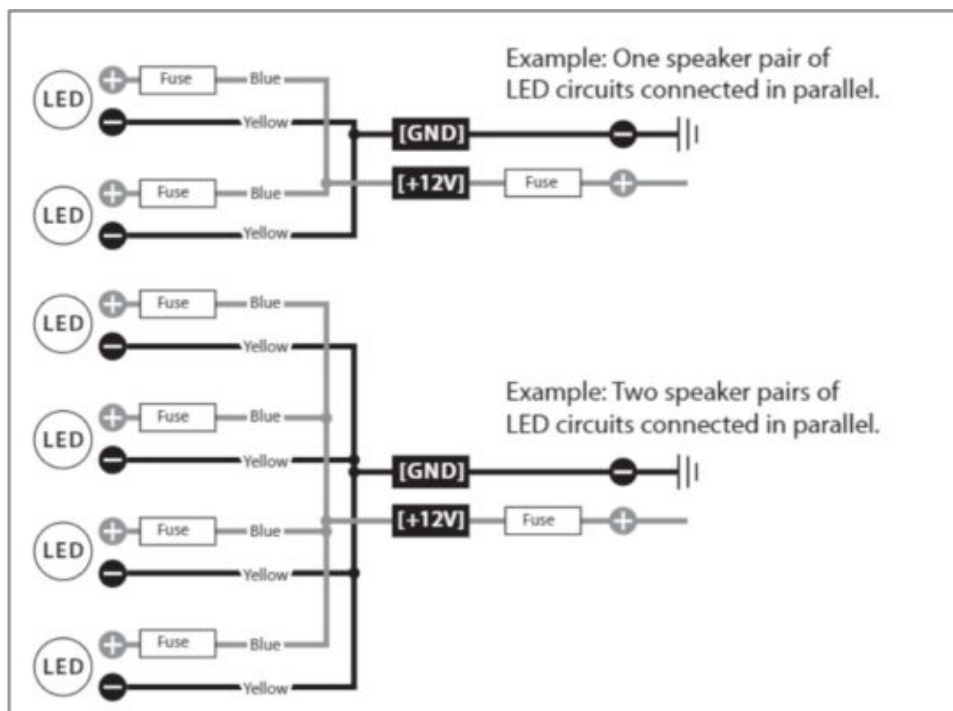 Example: One speaker pair of
LED circuits connected in parallel.
LED
+
Fuse
Blue
−
Yellow
[GND]
−
LED
+
Fuse
Blue
[+12V]
Fuse
+
−
Yellow
LED
+
Fuse
Blue
−
Yellow
Example: Two speaker pairs of
LED circuits connected in parallel.
LED
+
Fuse
Blue
−
Yellow
[GND]
−
[+12V]
Fuse
+
LED
+
Fuse
Blue
−
Yellow
LED
+
Fuse
Blue
−
Yellow